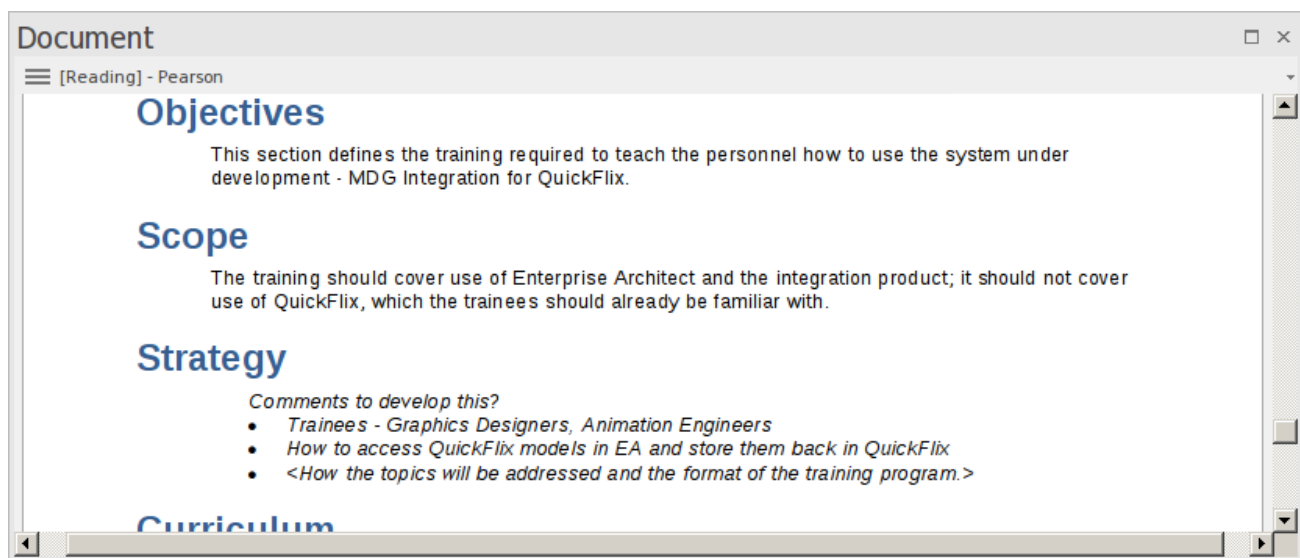 Document
[Reading] - Pearson
Objectives
This section defines the training required to teach the personnel how to use the system under
development - MDG Integration for QuickFlix.
Scope
The training should cover use of Enterprise Architect and the integration product; it should not cover
use of QuickFlix, which the trainees should already be familiar with.
Strategy
Comments to develop this?
● Trainees - Graphics Designers, Animation Engineers
● How to access QuickFlix models in EA and store them back in QuickFlix
● <How the topics will be addressed and the format of the training program.>
Curriculum